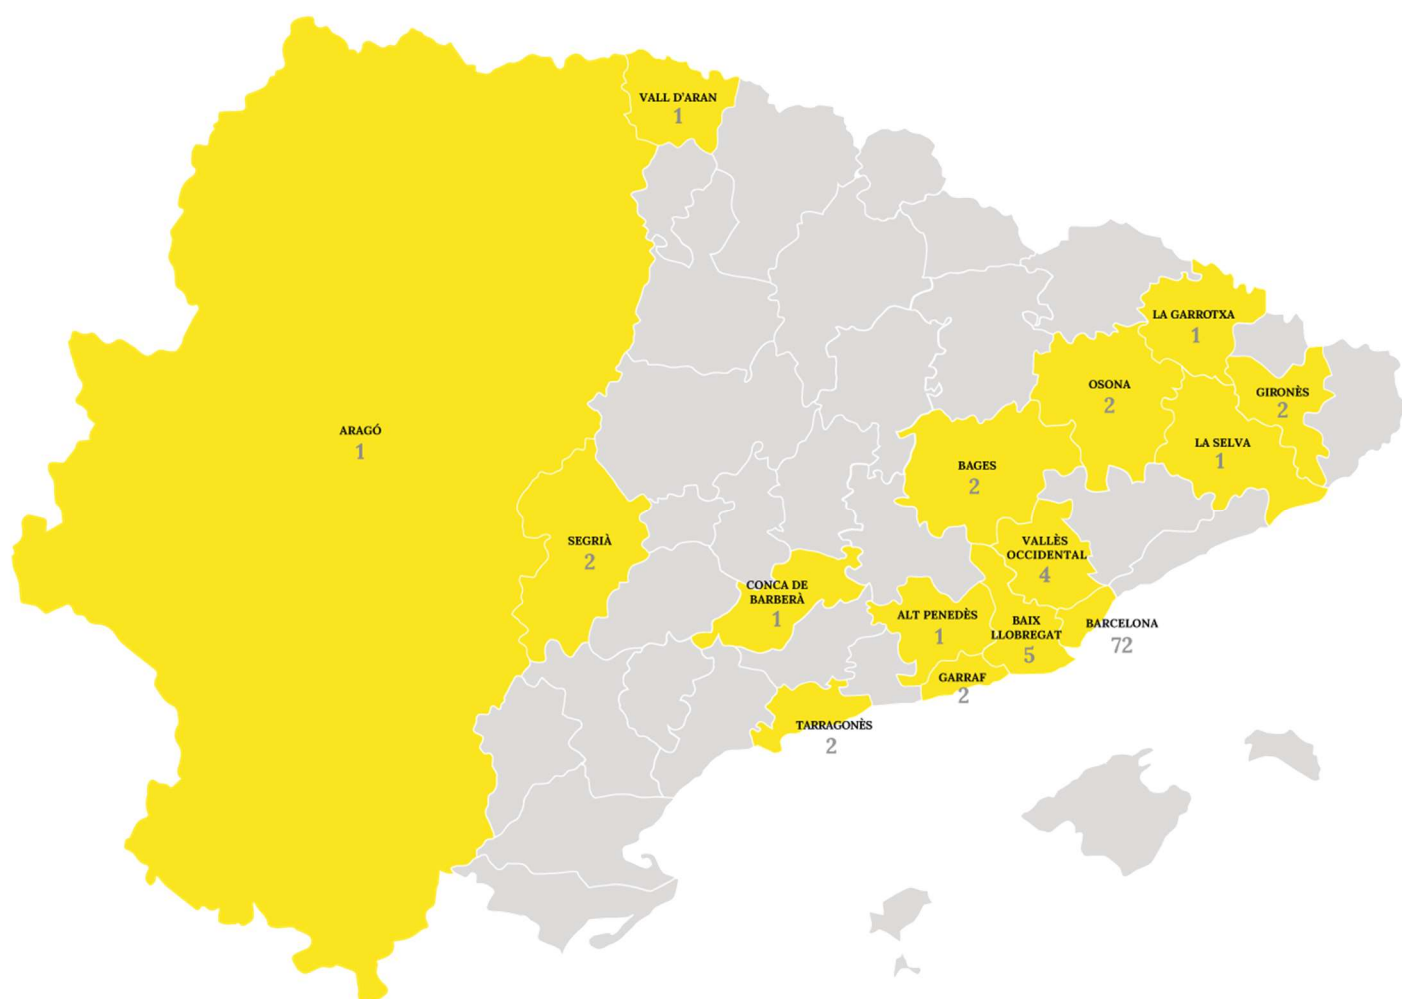 VALL D'ARAN
1
LA GARROTXA
1
OSONA
2
GIRONÈS
2
ARAGÓ
1
LA SELVA
1
BAGES
2
SEGRIÀ
2
VALLÈS
OCCIDENTAL
4
CONCA DE
BARBERÀ
1
ALT PENEDÈS
1
BAIX
LLOBREGAT
5
BARCELONA
72
GARRAF
2
TARRAGONÈS
2